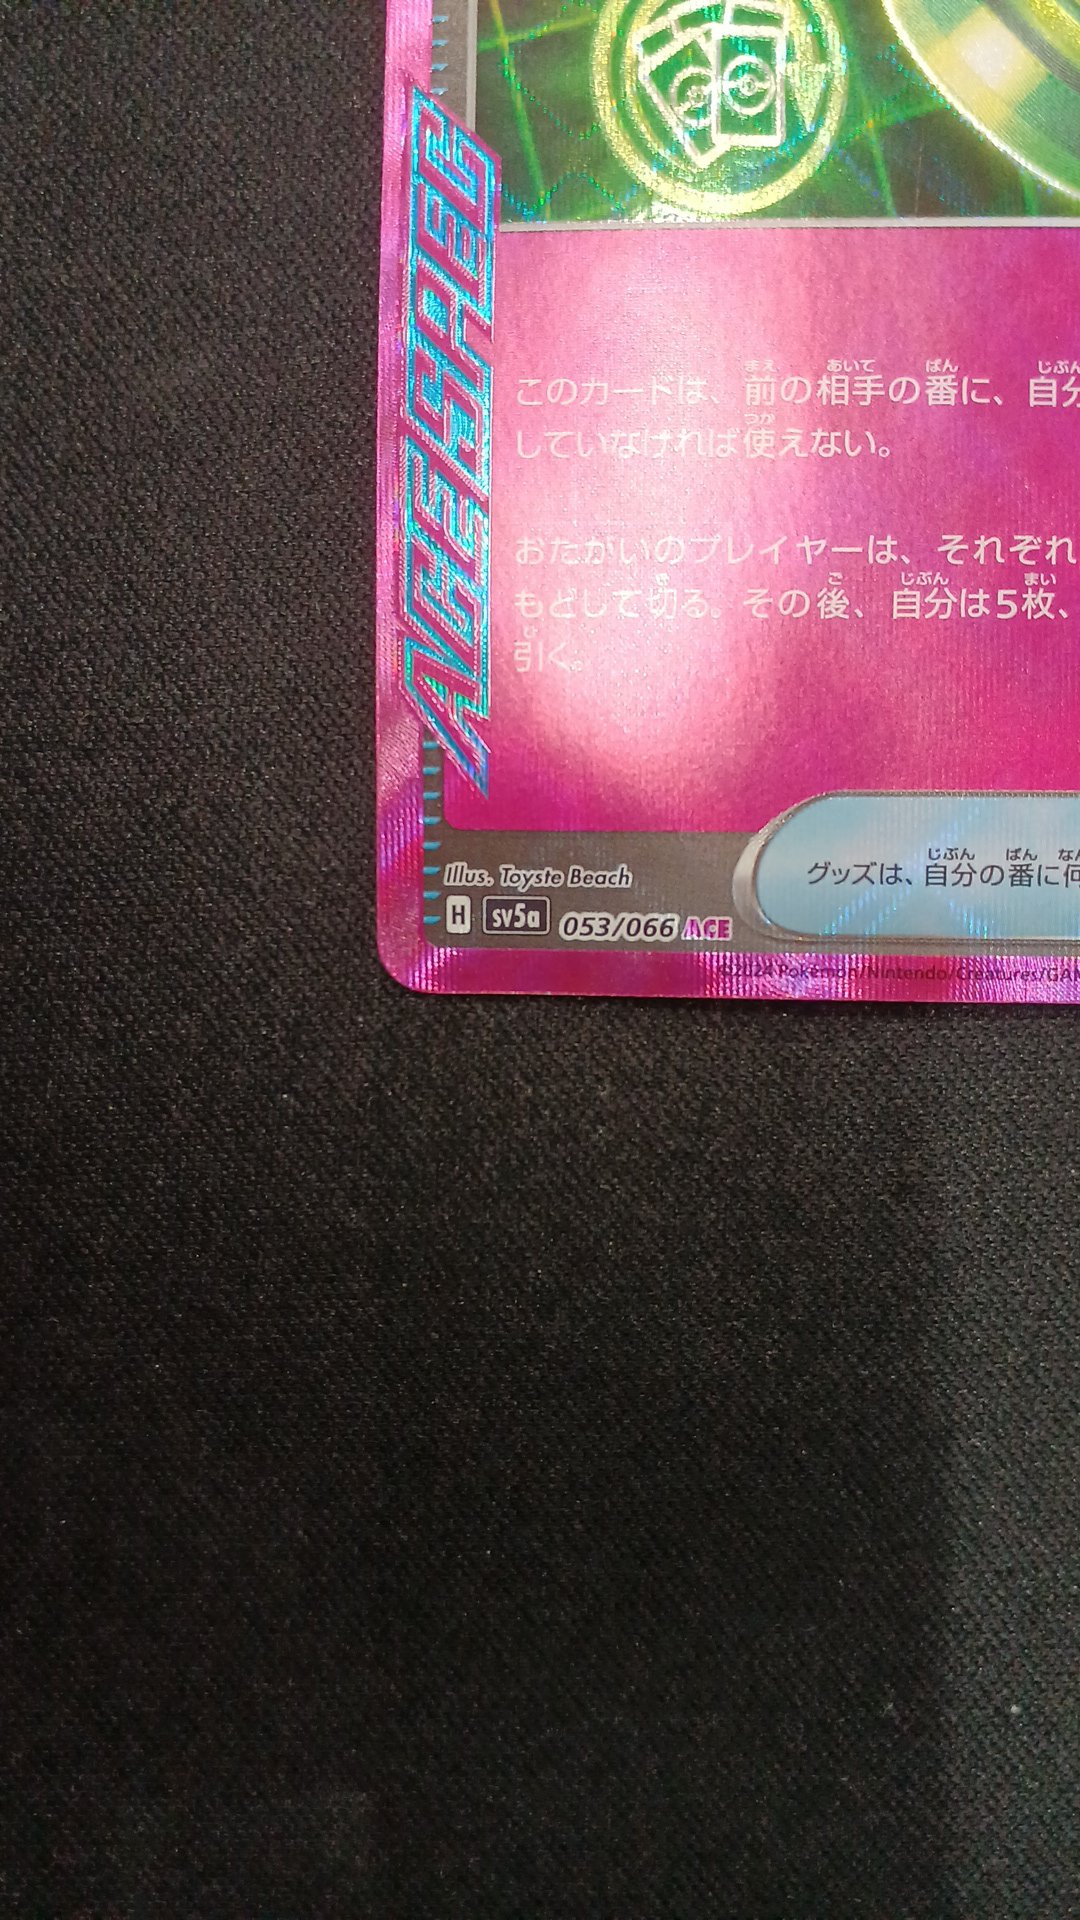 ACE SPEC
このカードは、前の相手の番に、自分
していなければ使えない。
おたがいのプレイヤーは、それぞれ
もどして切る。その後、自分は5枚、
引く。
Illus. Toyste Beach
グッズは、自分の番に何
H sv5a 053/066 ACE
©2024 Pokémon/Nintendo/Creatures/GAM